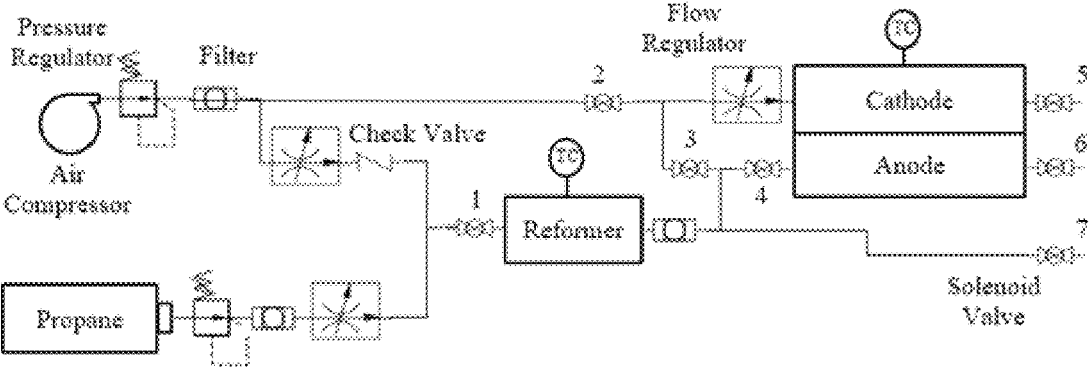 Pressure
Regulator
Filter
Flow
Regulator
TC
2
5
Cathode
Check Valve
3
6
TC
Anode
Air
Compressor
1
4
Reformer
7
Propane
Solenoid
Valve